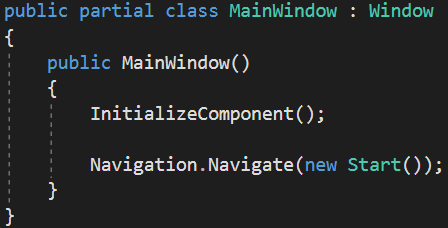 public partial class MainWindow : Window
{
public MainWindow()
{
InitializeComponent();
Navigation.Navigate(new Start());
}
}